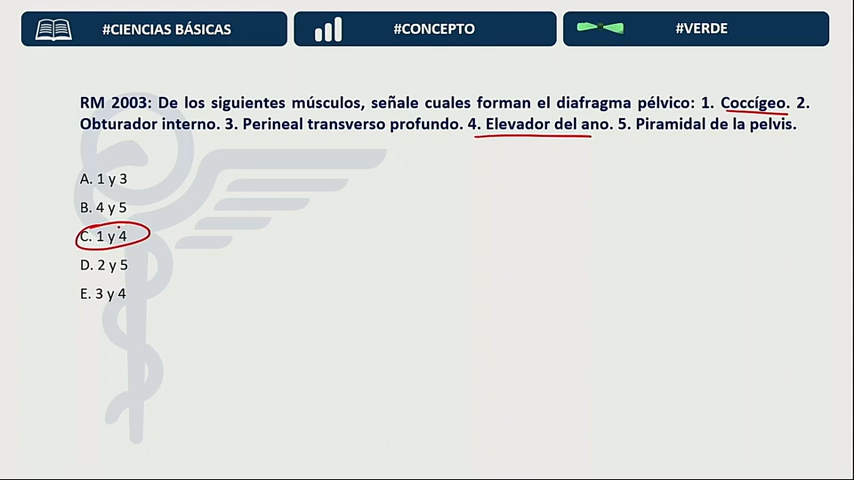 #CIENCIAS BÁSICAS
#CONCEPTO
#VERDE
RM 2003: De los siguientes músculos, señale cuales forman el diafragma pélvico: 1. Coccígeo. 2.
Obturador interno. 3. Perineal transverso profundo. 4. Elevador del ano. 5. Piramidal de la pelvis.
A. 1 y 3
B. 4 y 5
C. 1 y 4
D. 2 y 5
E. 3 y 4